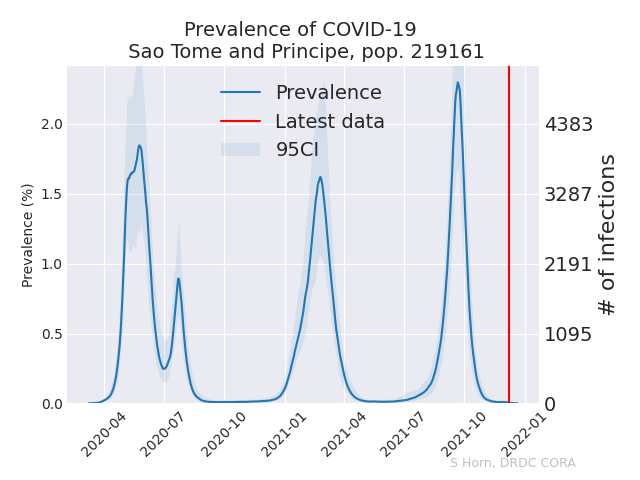 Prevalence of COVID-19
Sao Tome and Principe, pop. 219161
Prevalence
Latest data
95CI
Prevalence (%)
2.0
1.5
1.0
0.5
0.0
4383
3287
2191
1095
0
# of infections
2020-04
2020-07
2020-10
2021-01
2021-04
2021-07
2021-10
2022-01
S Horn, DRDC CORA